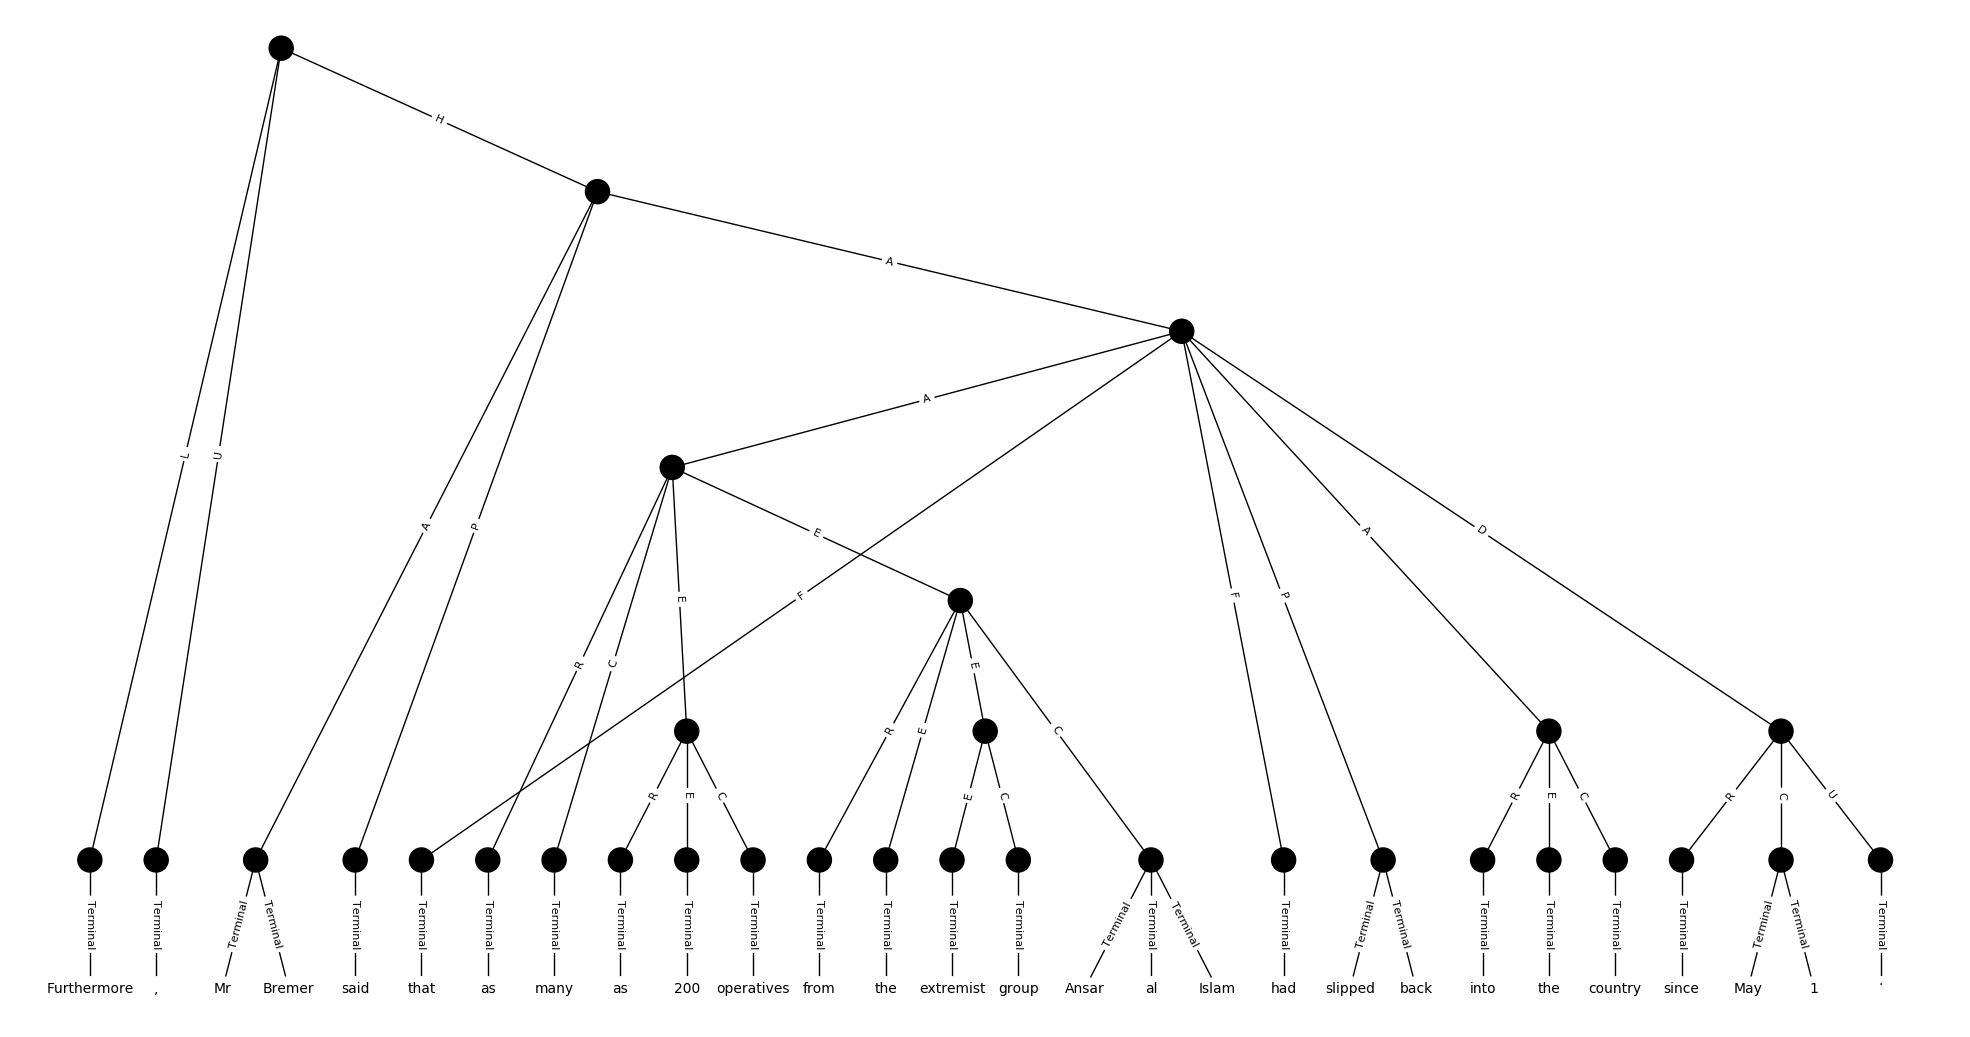 H
A
L
U
A
P
A
F
F
P
A
D
R
C
E
E
R
E
E
C
R
E
C
E
C
R
E
C
R
C
U
Terminal Terminal Terminal Terminal Terminal Terminal Terminal Terminal Terminal Terminal Terminal Terminal Terminal Terminal Terminal Terminal Terminal Terminal Terminal Terminal Terminal Terminal Terminal Terminal Terminal Terminal Terminal Terminal
Furthermore , Mr Bremer said that as many as 200 operatives from the extremist group Ansar al Islam had slipped back into the country since May 1 .